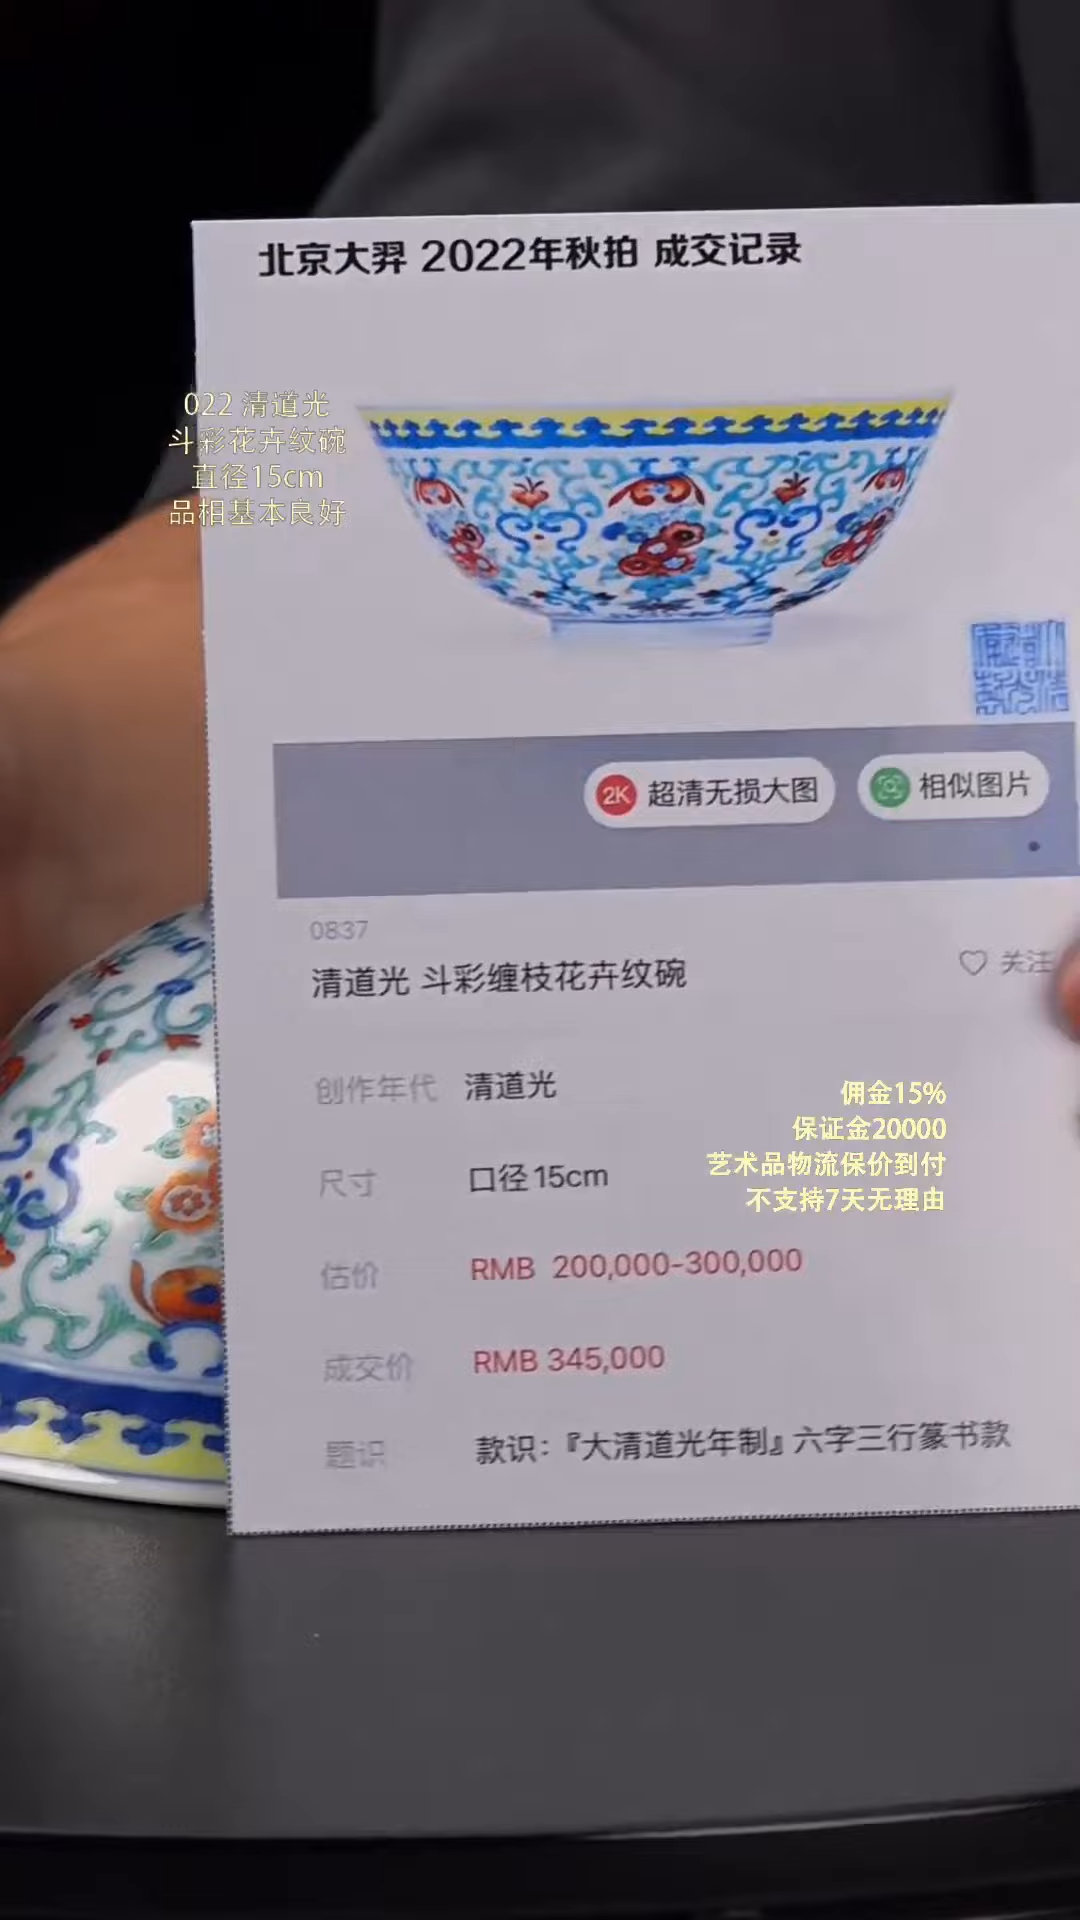 北京大羿 2022年秋拍 成交记录
022 清道光
斗彩花卉纹碗
直径15cm
品相基本良好
大清道光年制
2K 超清无损大图
相似图片
0837
清道光 斗彩缠枝花卉纹碗
关注
创作年代 清道光
佣金15%
保证金20000
艺术品物流保价到付
不支持7天无理由
尺寸 口径15cm
估价 RMB 200,000-300,000
成交价 RMB 345,000
题识 款识：『大清道光年制』六字三行篆书款